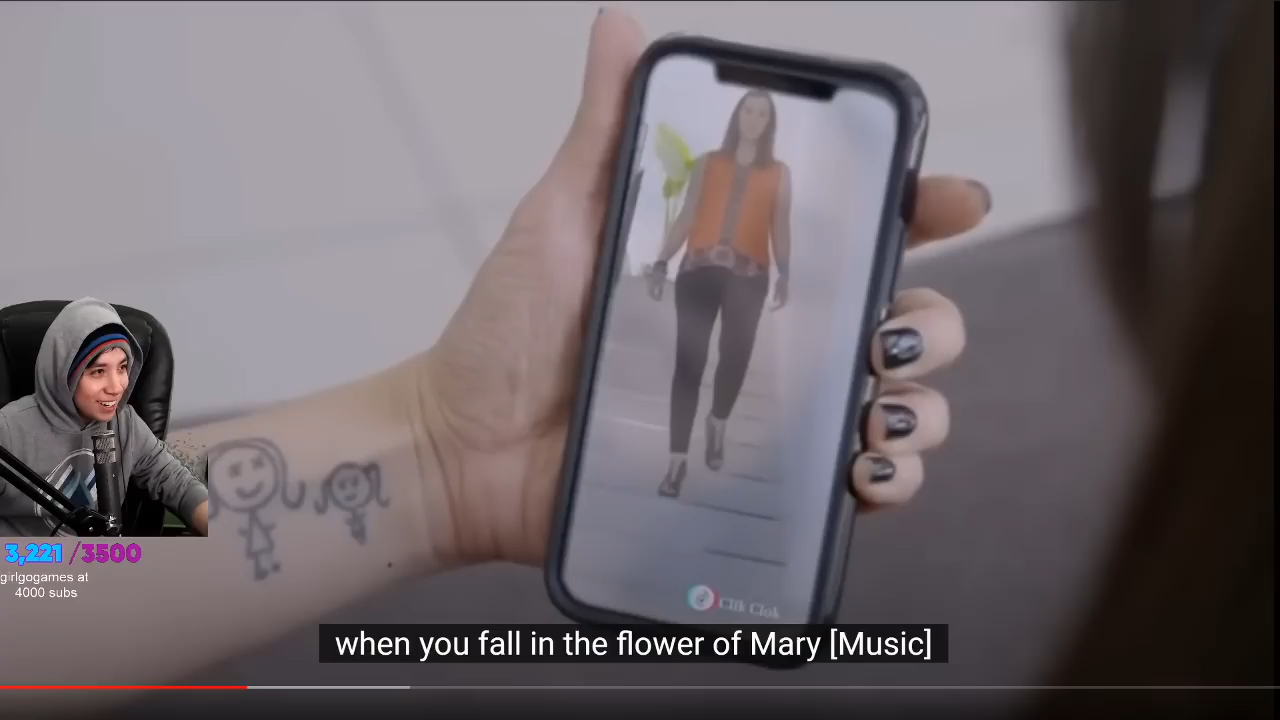 Clik Clok
3,221 /3500
girlgogames at
4000 subs
when you fall in the flower of Mary [Music]